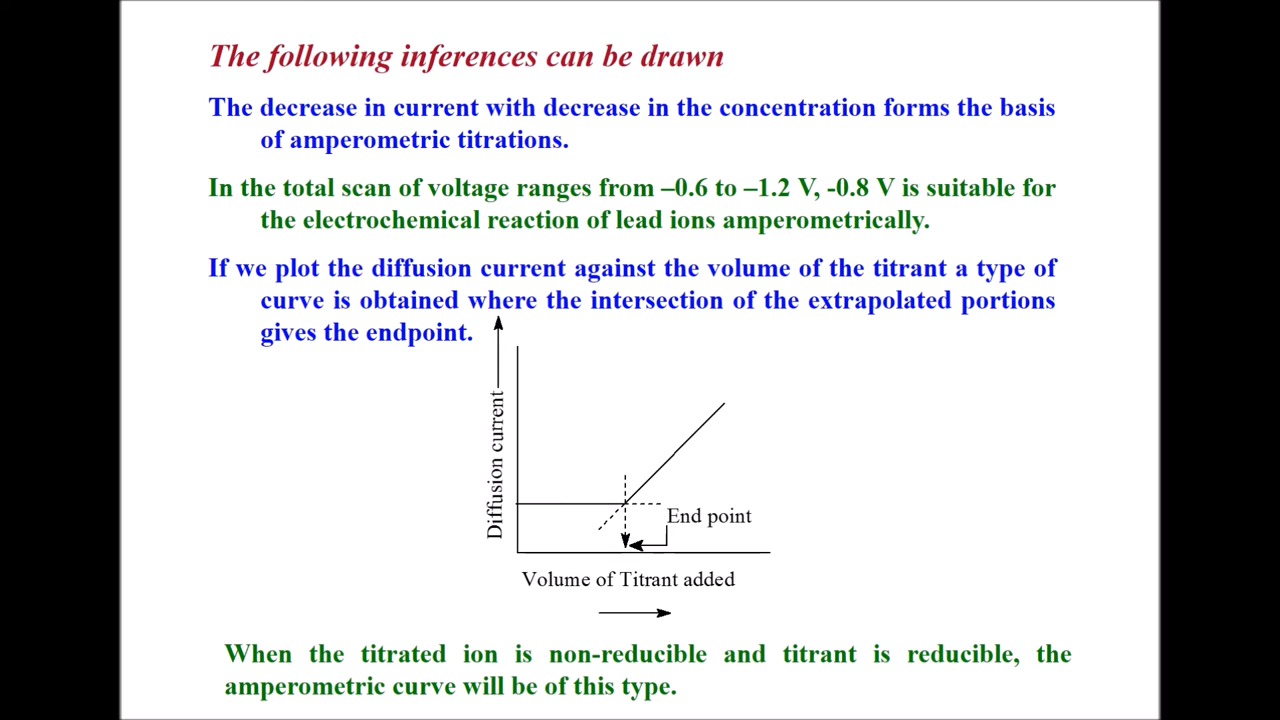 The following inferences can be drawn
The decrease in current with decrease in the concentration forms the basis
of amperometric titrations.
In the total scan of voltage ranges from –0.6 to –1.2 V, -0.8 V is suitable for
the electrochemical reaction of lead ions amperometrically.
If we plot the diffusion current against the volume of the titrant a type of
curve is obtained where the intersection of the extrapolated portions
gives the endpoint.
Diffusion current
End point
Volume of Titrant added
When the titrated ion is non-reducible and titrant is reducible, the
amperometric curve will be of this type.